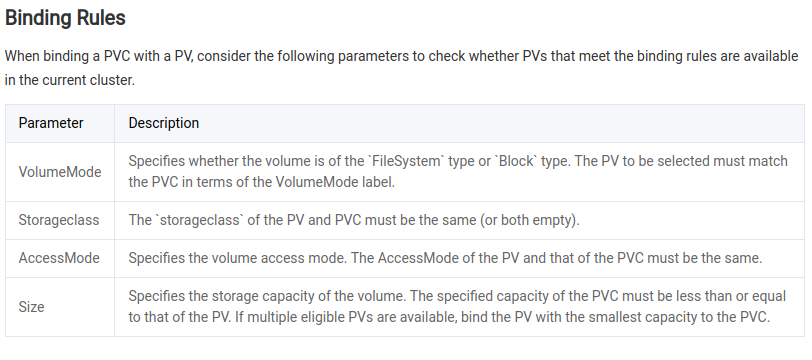 Binding Rules
When binding a PVC with a PV, consider the following parameters to check whether PVs that meet the binding rules are available
in the current cluster.
Parameter Description
VolumeMode
Specifies whether the volume is of the `FileSystem` type or `Block` type. The PV to be selected must match
the PVC in terms of the VolumeMode label.
Storageclass The `storageclass` of the PV and PVC must be the same (or both empty).
AccessMode Specifies the volume access mode. The AccessMode of the PV and that of the PVC must be the same.
Size
Specifies the storage capacity of the volume. The specified capacity of the PVC must be less than or equal
to that of the PV. If multiple eligible PVs are available, bind the PV with the smallest capacity to the PVC.